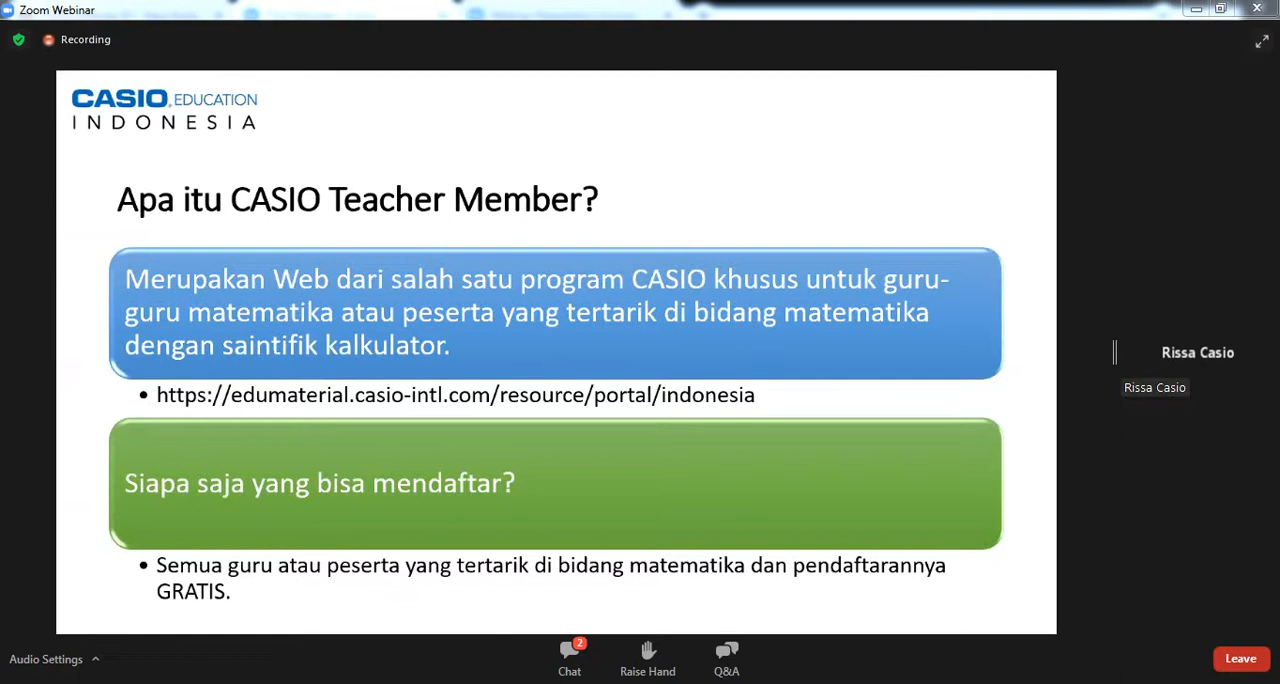 Zoom Webinar
Recording
CASIO EDUCATION
INDONESIA
Apa itu CASIO Teacher Member?
Merupakan Web dari salah satu program CASIO khusus untuk guru-
guru matematika atau peserta yang tertarik di bidang matematika
dengan saintifik kalkulator.
• https://edumaterial.casio-intl.com/resource/portal/indonesia
Siapa saja yang bisa mendaftar?
• Semua guru atau peserta yang tertarik di bidang matematika dan pendaftarannya
GRATIS.
Rissa Casio
Rissa Casio
Audio Settings
2
Chat
Raise Hand
Q&A
Leave